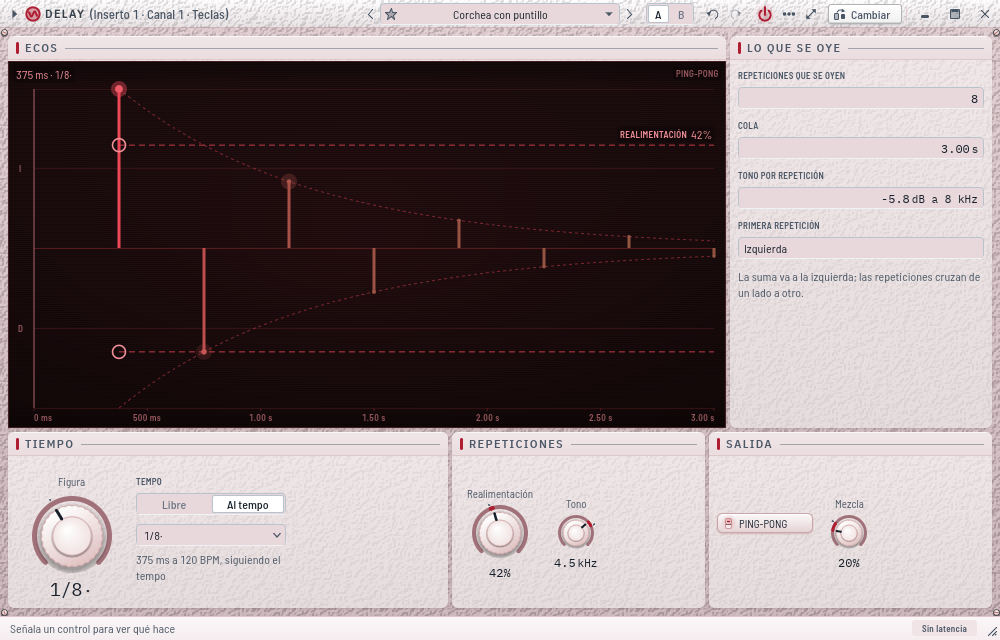 DELAY (Inserto 1 · Canal 1 · Teclas)
Corchea con puntillo
A B
Cambiar
ECOS
375 ms · 1/8·
PING-PONG
REALIMENTACIÓN 42%
I
D
0 ms 500 ms 1.00 s 1.50 s 2.00 s 2.50 s 3.00 s
LO QUE SE OYE
REPETICIONES QUE SE OYEN
8
COLA
3.00 s
TONO POR REPETICIÓN
-5.8 dB a 8 kHz
PRIMERA REPETICIÓN
Izquierda
La suma va a la izquierda; las repeticiones cruzan de
un lado a otro.
TIEMPO
Figura
1/8·
TEMPO
Libre Al tempo
1/8·
375 ms a 120 BPM, siguiendo el
tempo
REPETICIONES
Realimentación
42%
Tono
4.5 kHz
SALIDA
PING-PONG
Mezcla
20%
Señala un control para ver qué hace
Sin latencia